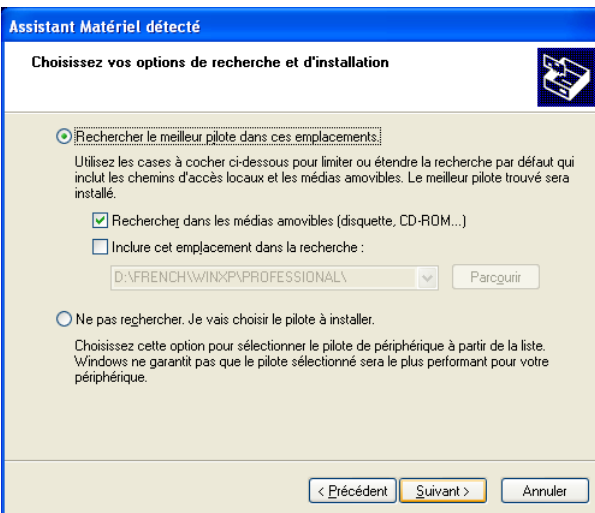 Assistant Matériel détecté
Choisissez vos options de recherche et d'installation
Rechercher le meilleur pilote dans ces emplacements.
Utilisez les cases à cocher ci-dessous pour limiter ou étendre la recherche par défaut qui
inclut les chemins d'accès locaux et les médias amovibles. Le meilleur pilote trouvé sera
installé.
Rechercher dans les médias amovibles (disquette, CD-ROM...)
Inclure cet emplacement dans la recherche :
D:\FRENCH\WINXP\PROFESSIONAL\
Parcourir
Ne pas rechercher. Je vais choisir le pilote à installer.
Choisissez cette option pour sélectionner le pilote de périphérique à partir de la liste.
Windows ne garantit pas que le pilote sélectionné sera le plus performant pour votre
périphérique.
< Précédent Suivant > Annuler